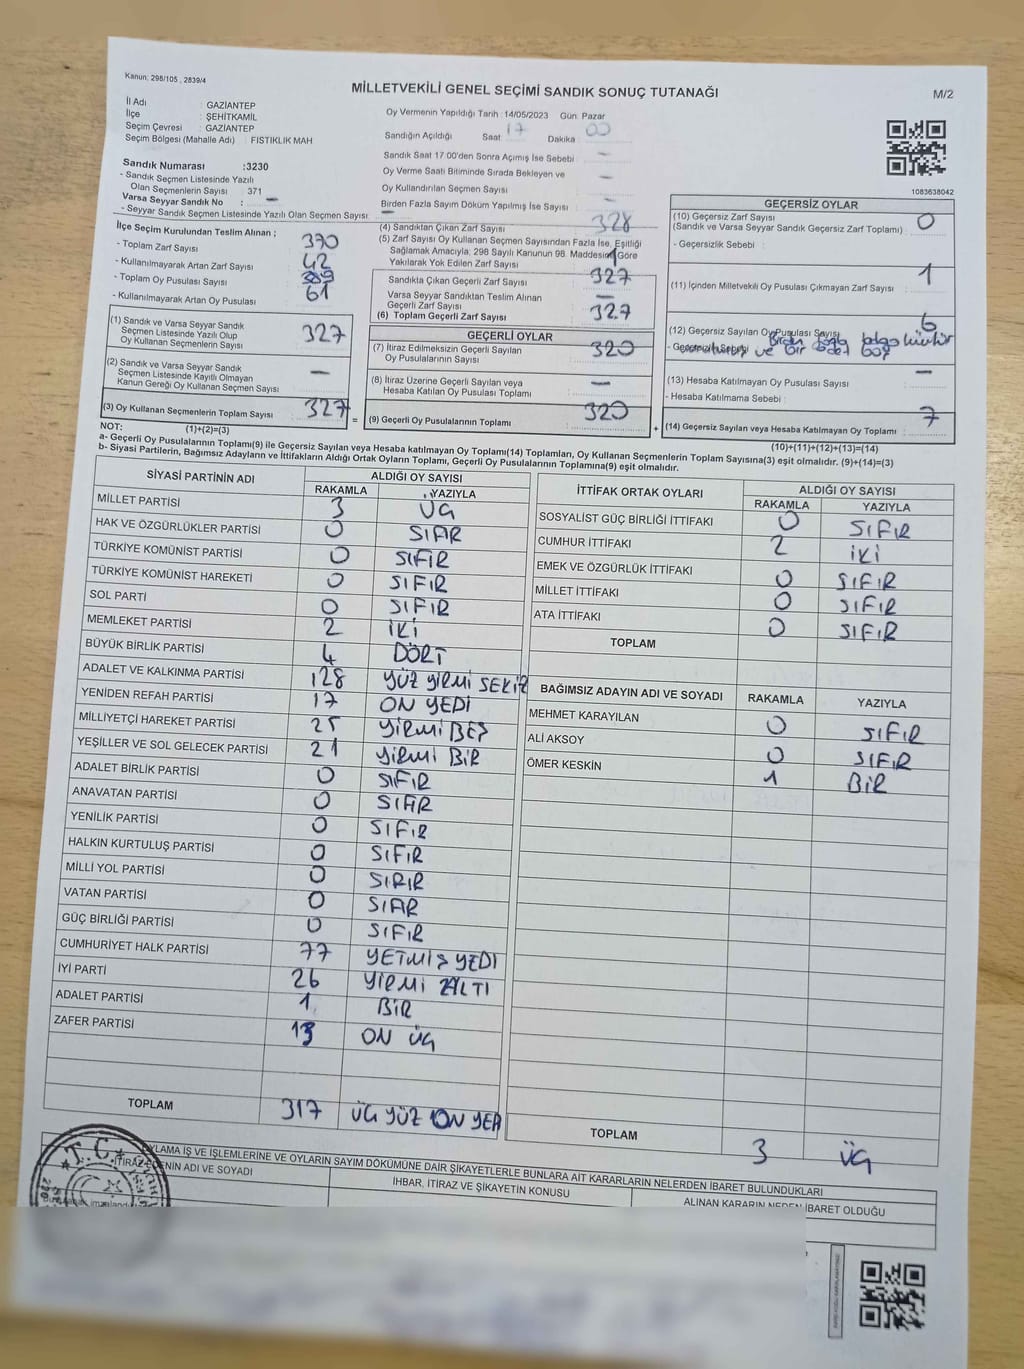 Kanun: 298/105 , 2839/4
MİLLETVEKİLİ GENEL SEÇİMİ SANDIK SONUÇ TUTANAĞI
M/2
İl Adı : GAZİANTEP
İlçe : ŞEHİTKAMİL
Seçim Çevresi : GAZİANTEP
Seçim Bölgesi (Mahalle Adı) : FISTIKLIK MAH
Sandık Numarası :3230
- Sandık Seçmen Listesinde Yazılı
Olan Seçmenlerin Sayısı : 371
Varsa Seyyar Sandık No : -
- Seyyar Sandık Seçmen Listesinde Yazılı Olan Seçmen Sayısı -
Oy Vermenin Yapıldığı Tarih :14/05/2023 Gün: Pazar
Sandığın Açıldığı Saat 17 Dakika 00
Sandık Saat 17:00'den Sonra Açımış İse Sebebi -
Oy Verme Saati Bitiminde Sırada Bekleyen ve
Oy Kullandırılan Seçmen Sayısı -
Birden Fazla Sayım Döküm Yapılmış İse Sayısı -
1083638042
İlçe Seçim Kurulundan Teslim Alınan ;
- Toplam Zarf Sayısı 370
- Kullanılmayarak Artan Zarf Sayısı 42
- Toplam Oy Pusulası Sayısı 389
- Kullanılmayarak Artan Oy Pusulası 61
(1) Sandık ve Varsa Seyyar
Seçmen Listesinde Yazılı Olup
Oy Kullanan Seçmenlerin Sayısı 327
(2) Sandık ve Varsa Seyyar Sandık
Seçmen Listesinde Kayıtlı Olmayan
Kanun Gereği Oy Kullanan Seçmen Sayısı -
(3) Oy Kullanan Seçmenlerin Toplam Sayısı 327
(4) Sandıktan Çıkan Zarf Sayısı 328
(5) Zarf Sayısı Oy Kullanan Seçmen Sayısından Fazla İse, Eşitliği
Sağlamak Amacıyla; 298 Sayılı Kanunun 98. Maddesine Göre
Yakılarak Yok Edilen Zarf Sayısı 1
Sandıkta Çıkan Geçerli Zarf Sayısı 327
Varsa Seyyar Sandıktan Teslim Alınan
Geçerli Zarf Sayısı -
(6) Toplam Geçerli Zarf Sayısı 327
GEÇERLİ OYLAR
(7) İtiraz Edilmeksizin Geçerli Sayılan
Oy Pusulalarının Sayısı 320
(8) İtiraz Üzerine Geçerli Sayılan veya
Hesaba Katılan Oy Pusulası Toplamı -
= (9) Geçerli Oy Pusulalarının Toplamı 320
GEÇERSİZ OYLAR
(10) Geçersiz Zarf Sayısı
(Sandık ve Varsa Seyyar Sandık Geçersiz Zarf Toplamı) : 0
- Geçersizlik Sebebi :
(11) İçinden Milletvekili Oy Pusulası Çıkmayan Zarf Sayısı 1
(12) Geçersiz Sayılan Oy Pusulası Sayısı 6
- Geçersizlik Sebebi Birden fazla ve bir adet boş
(13) Hesaba Katılmayan Oy Pusulası Sayısı -
- Hesaba Katılmama Sebebi :
+ (14) Geçersiz Sayılan veya Hesaba Katılmayan Oy Toplamı 7
NOT: (1)+(2)=(3)
(10)+(11)+(12)+(13)=(14)
a- Geçerli Oy Pusulalarının Toplamı(9) ile Geçersiz Sayılan veya Hesaba katılmayan Oy Toplamı(14) Toplamları, Oy Kullanan Seçmenlerin Toplam Sayısına(3) eşit olmalıdır. (9)+(14)=(3)
b- Siyasi Partilerin, Bağımsız Adayların ve İttifakların Aldığı Ortak Oyların Toplamı, Geçerli Oy Pusulalarının Toplamına(9) eşit olmalıdır.
SİYASİ PARTİNİN ADI ALDIĞI OY SAYISI
RAKAMLA YAZIYLA
MİLLET PARTİSİ 3 ÜÇ
HAK VE ÖZGÜRLÜKLER PARTİSİ 0 SIFIR
TÜRKİYE KOMÜNİST PARTİSİ 0 SIFIR
TÜRKİYE KOMÜNİST HAREKETİ 0 SIFIR
SOL PARTİ 0 SIFIR
MEMLEKET PARTİSİ 2 İKİ
BÜYÜK BİRLİK PARTİSİ 4 DÖRT
ADALET VE KALKINMA PARTİSİ 128 YÜZ YİRMİ SEKİZ
YENİDEN REFAH PARTİSİ 17 ON YEDİ
MİLLİYETÇİ HAREKET PARTİSİ 25 YİRMİ BEŞ
YEŞİLLER VE SOL GELECEK PARTİSİ 21 YİRMİ BİR
ADALET BİRLİK PARTİSİ 0 SIFIR
ANAVATAN PARTİSİ 0 SIFIR
YENİLİK PARTİSİ 0 SIFIR
HALKIN KURTULUŞ PARTİSİ 0 SIFIR
MİLLİ YOL PARTİSİ 0 SIFIR
VATAN PARTİSİ 0 SIFIR
GÜÇ BİRLİĞİ PARTİSİ 0 SIFIR
CUMHURİYET HALK PARTİSİ 77 YETMİŞ YEDİ
İYİ PARTİ 26 YİRMİ ALTI
ADALET PARTİSİ 1 BİR
ZAFER PARTİSİ 13 ON ÜÇ
TOPLAM 317 ÜÇ YÜZ ON YEDİ
İTTİFAK ORTAK OYLARI ALDIĞI OY SAYISI
RAKAMLA YAZIYLA
SOSYALİST GÜÇ BİRLİĞİ İTTİFAKI 0 SIFIR
CUMHUR İTTİFAKI 2 İKİ
EMEK VE ÖZGÜRLÜK İTTİFAKI 0 SIFIR
MİLLET İTTİFAKI 0 SIFIR
ATA İTTİFAKI 0 SIFIR
TOPLAM
BAĞIMSIZ ADAYIN ADI VE SOYADI RAKAMLA YAZIYLA
MEHMET KARAYILAN 0 SIFIR
ALİ AKSOY 0 SIFIR
ÖMER KESKİN 1 BİR
TOPLAM 3 ÜÇ
OYLAMA İŞ VE İŞLEMLERİNE VE OYLARIN SAYIM DÖKÜMÜNE DAİR ŞİKAYETLERLE BUNLARA AİT KARARLARIN NELERDEN İBARET BULUNDUKLARI
İTİRAZ EDENİN ADI VE SOYADI
İHBAR, İTİRAZ VE ŞİKAYETİN KONUSU
ALINAN KARARIN NEDEN İBARET OLDUĞU
T.C.